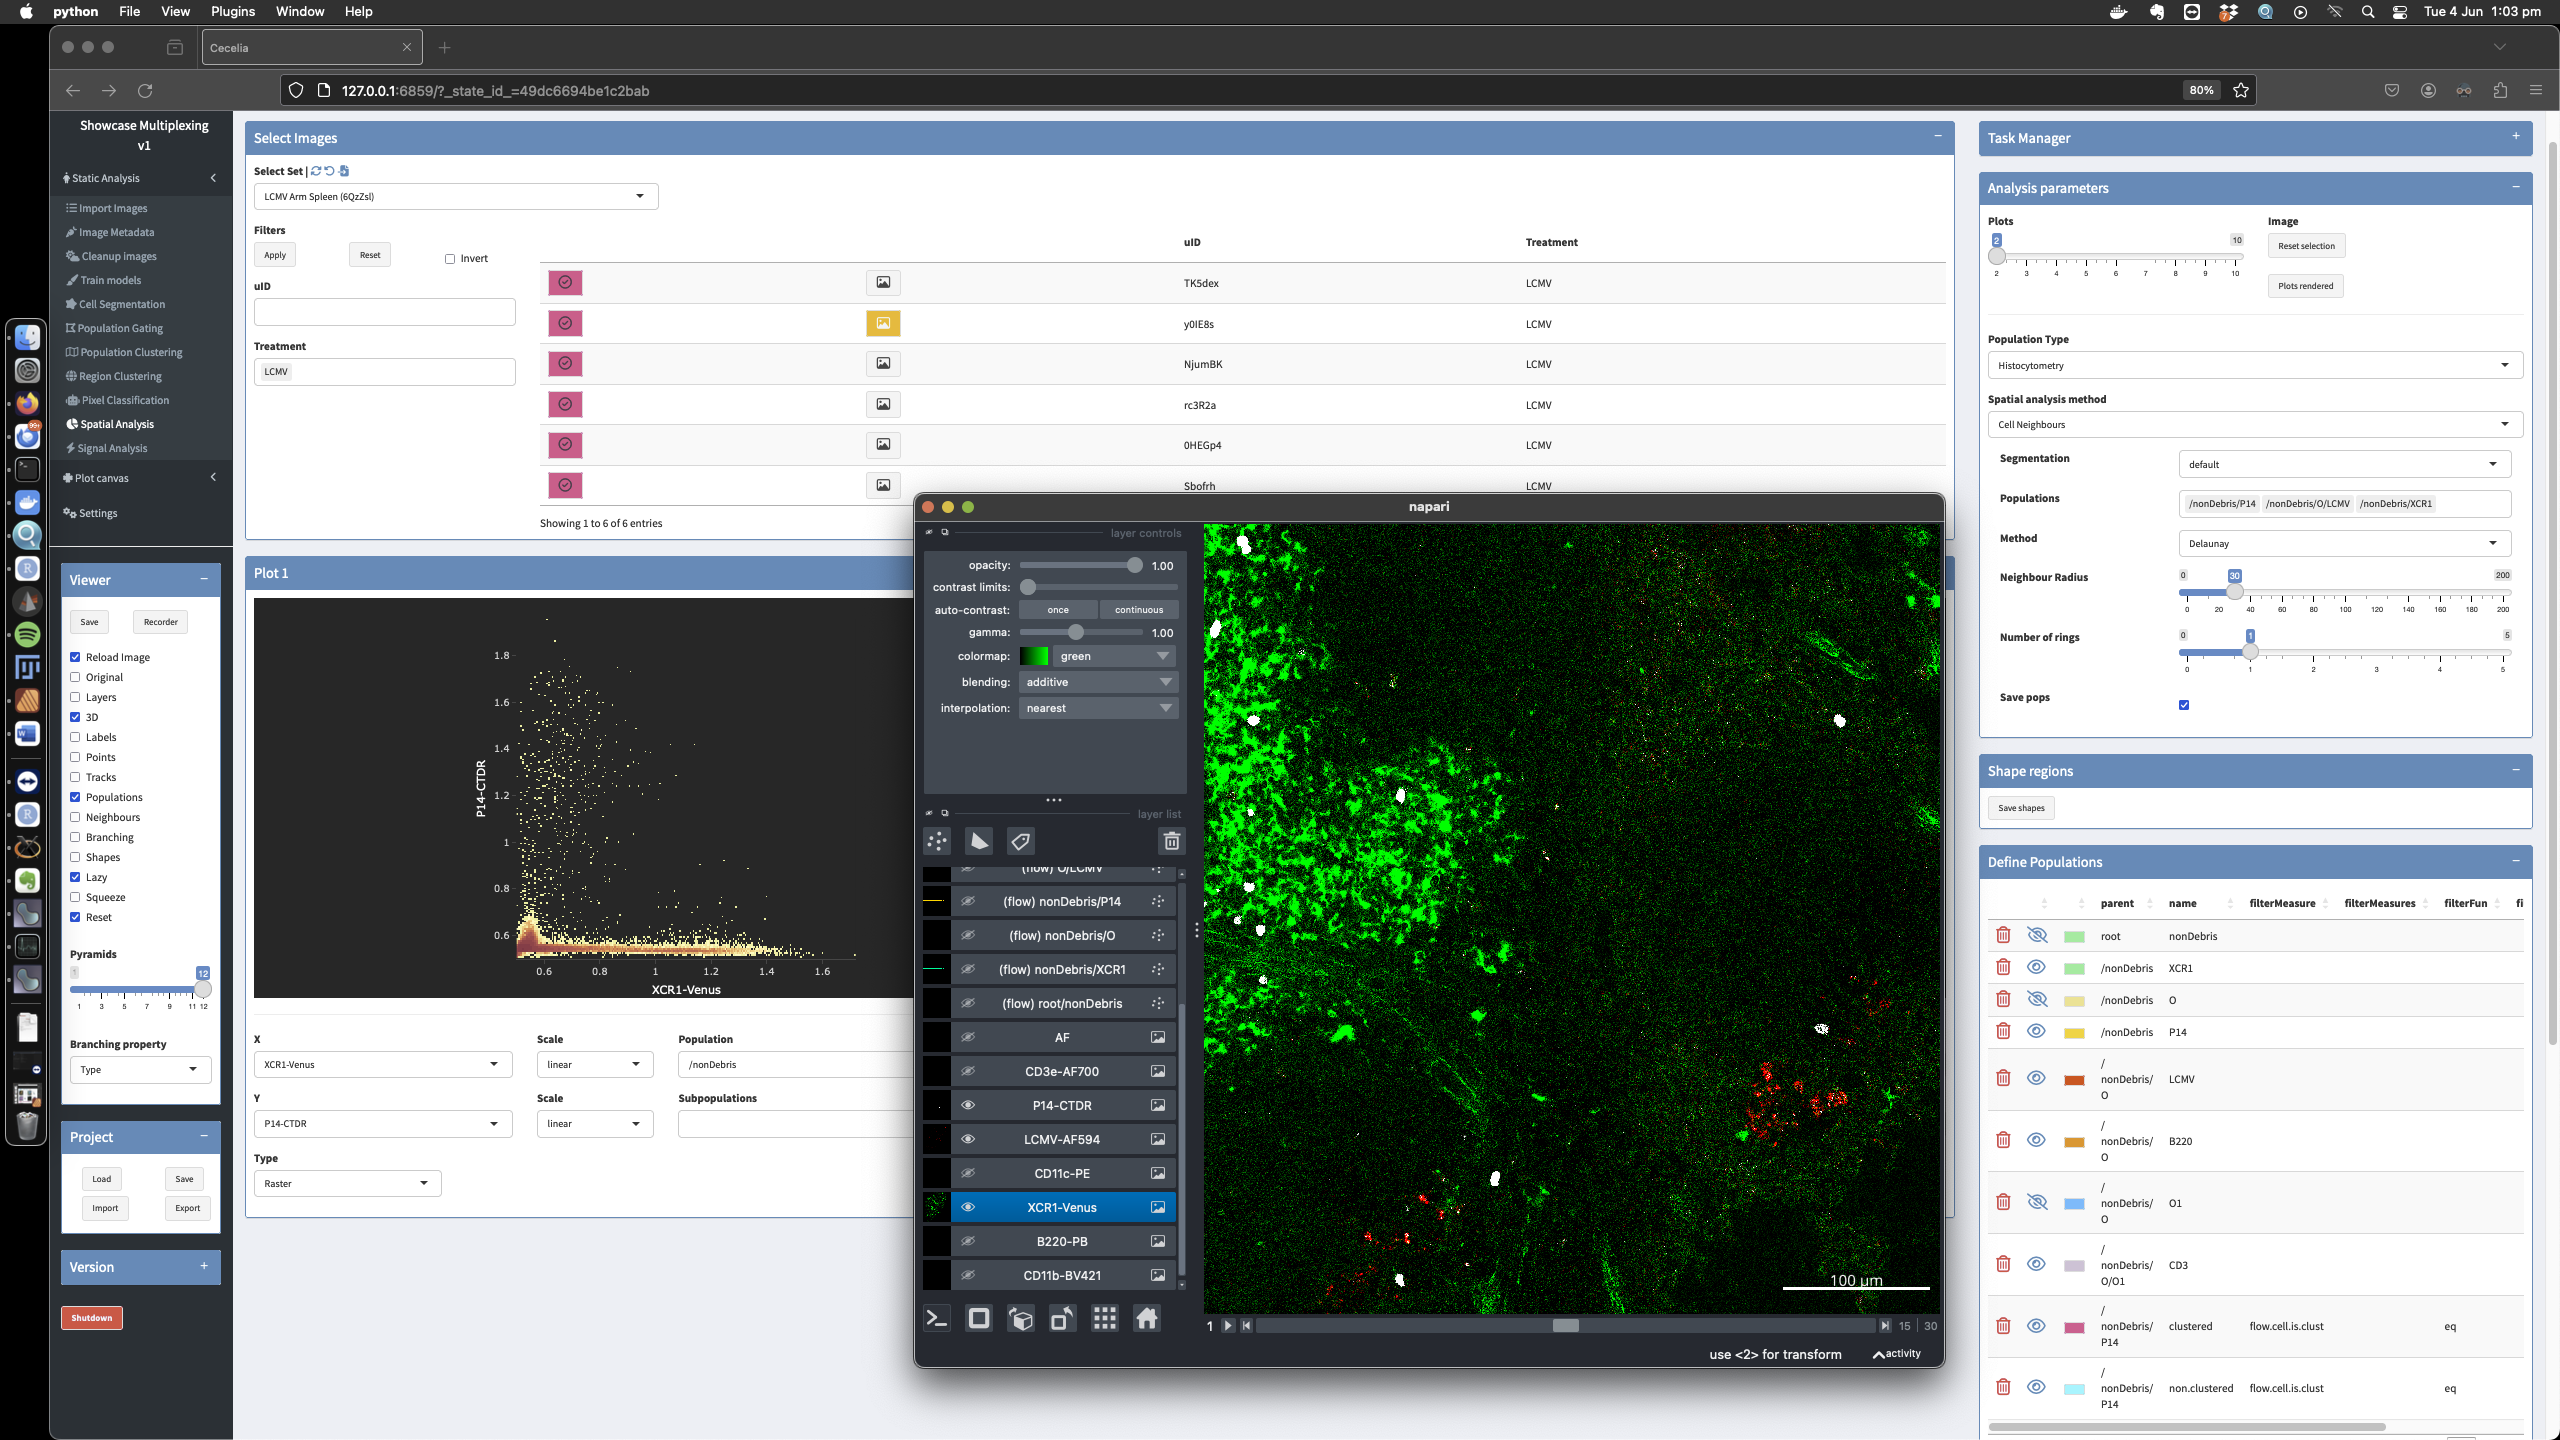 python File View Plugins Window Help
Tue 4 Jun 1:03 pm
Cecelia
127.0.0.1:6859/?_state_id_=49dc6694be1c2bab
80%
Showcase Multiplexing
v1
Static Analysis
Import Images
Image Metadata
Cleanup images
Train models
Cell Segmentation
Population Gating
Population Clustering
Region Clustering
Pixel Classification
Spatial Analysis
Signal Analysis
Plot canvas
Settings
Viewer
Save Recorder
Reload Image
Original
Layers
3D
Labels
Points
Tracks
Populations
Neighbours
Branching
Shapes
Lazy
Squeeze
Reset
Pyramids
1 12
1 3 5 7 9 11 12
Branching property
Type
Project
Load Save
Import Export
Version
Shutdown
Select Images
Select Set |
LCMV Arm Spleen (6QzZsl)
Filters
Apply Reset Invert
uID
Treatment
LCMV
uID Treatment
TK5dex LCMV
y0IE8s LCMV
NjumBK LCMV
rc3R2a LCMV
0HEGp4 LCMV
Sbofrh LCMV
Showing 1 to 6 of 6 entries
Plot 1
P14-CTDR
1.8
1.6
1.4
1.2
1
0.8
0.6
0.6 0.8 1 1.2 1.4 1.6
XCR1-Venus
X Scale Population
XCR1-Venus linear /nonDebris
Y Scale Subpopulations
P14-CTDR linear
Type
Raster
napari
layer controls
opacity: 1.00
contrast limits:
auto-contrast: once continuous
gamma: 1.00
colormap: green
blending: additive
interpolation: nearest
layer list
(flow) O/LCMV
(flow) nonDebris/P14
(flow) nonDebris/O
(flow) nonDebris/XCR1
(flow) root/nonDebris
AF
CD3e-AF700
P14-CTDR
LCMV-AF594
CD11c-PE
XCR1-Venus
B220-PB
CD11b-BV421
100 µm
1 15 30
use <2> for transform activity
Task Manager
Analysis parameters
Plots Image
2 10 Reset selection
2 3 4 5 6 7 8 9 10
Plots rendered
Population Type
Histocytometry
Spatial analysis method
Cell Neighbours
Segmentation default
Populations /nonDebris/P14 /nonDebris/O/LCMV /nonDebris/XCR1
Method Delaunay
Neighbour Radius 0 30 200
0 20 40 60 80 100 120 140 160 180 200
Number of rings 0 1 5
0 1 2 3 4 5
Save pops
Shape regions
Save shapes
Define Populations
parent name filterMeasure filterMeasures filterFun fi
root nonDebris
/nonDebris XCR1
/nonDebris O
/nonDebris P14
/
nonDebris/ LCMV
O
/
nonDebris/ B220
O
/
nonDebris/ O1
O
/
nonDebris/ CD3
O/O1
/
nonDebris/ clustered flow.cell.is.clust eq
P14
/
nonDebris/ non.clustered flow.cell.is.clust eq
P14